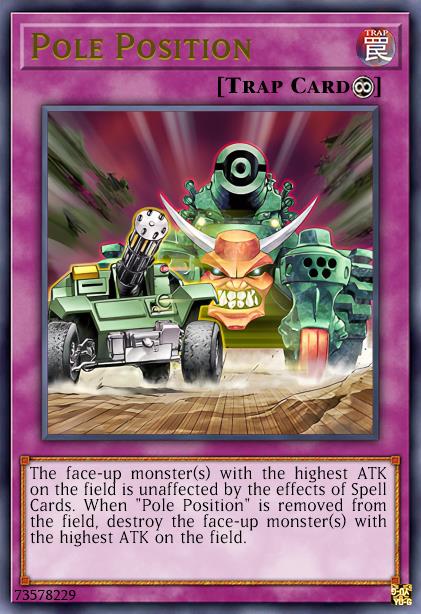 Pole Position
TRAP
罠
[Trap Card]
The face-up monster(s) with the highest ATK
on the field is unaffected by the effects of Spell
Cards. When "Pole Position" is removed from
the field, destroy the face-up monster(s) with
the highest ATK on the field.
73578229